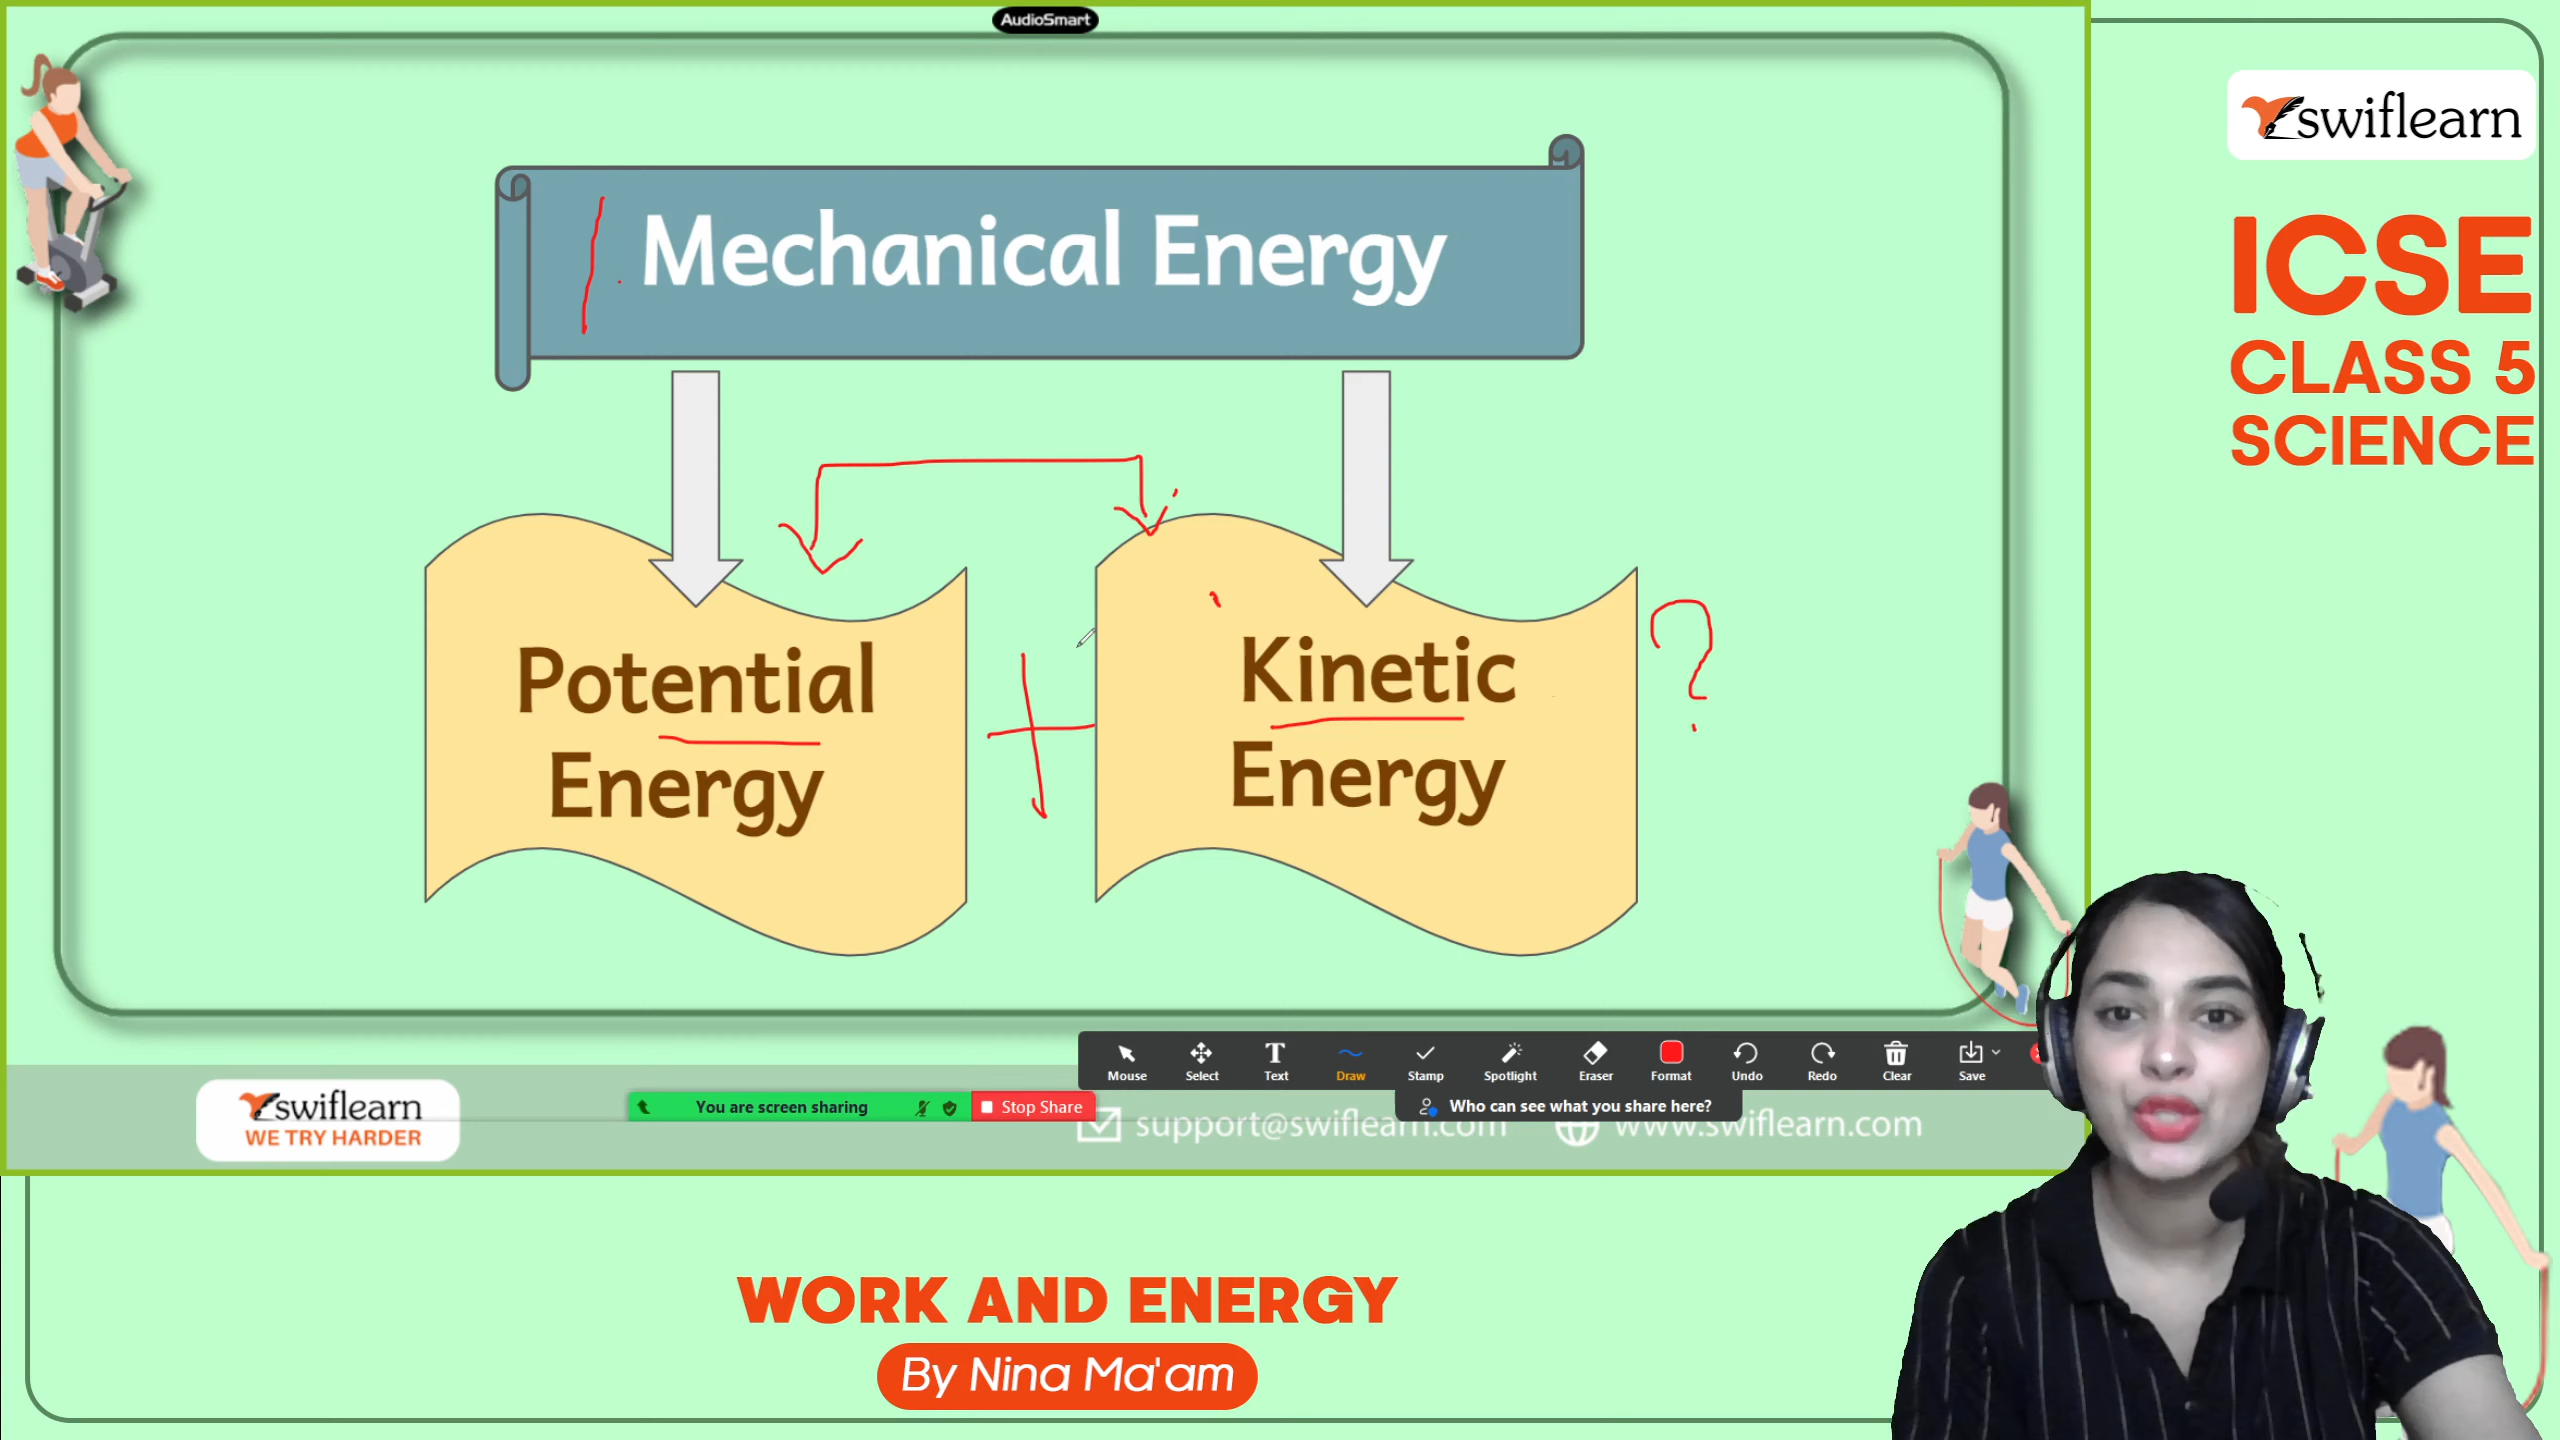 AudioSmart
swiflearn
ICSE
CLASS 5
SCIENCE
1. Mechanical Energy
Potential
Energy
+
Kinetic
Energy
?
Mouse
Select
Text
Draw
Stamp
Spotlight
Eraser
Format
Undo
Redo
Clear
Save
swiflearn
WE TRY HARDER
You are screen sharing
Stop Share
Who can see what you share here?
support@swiflearn.com
www.swiflearn.com
WORK AND ENERGY
By Nina Ma'am